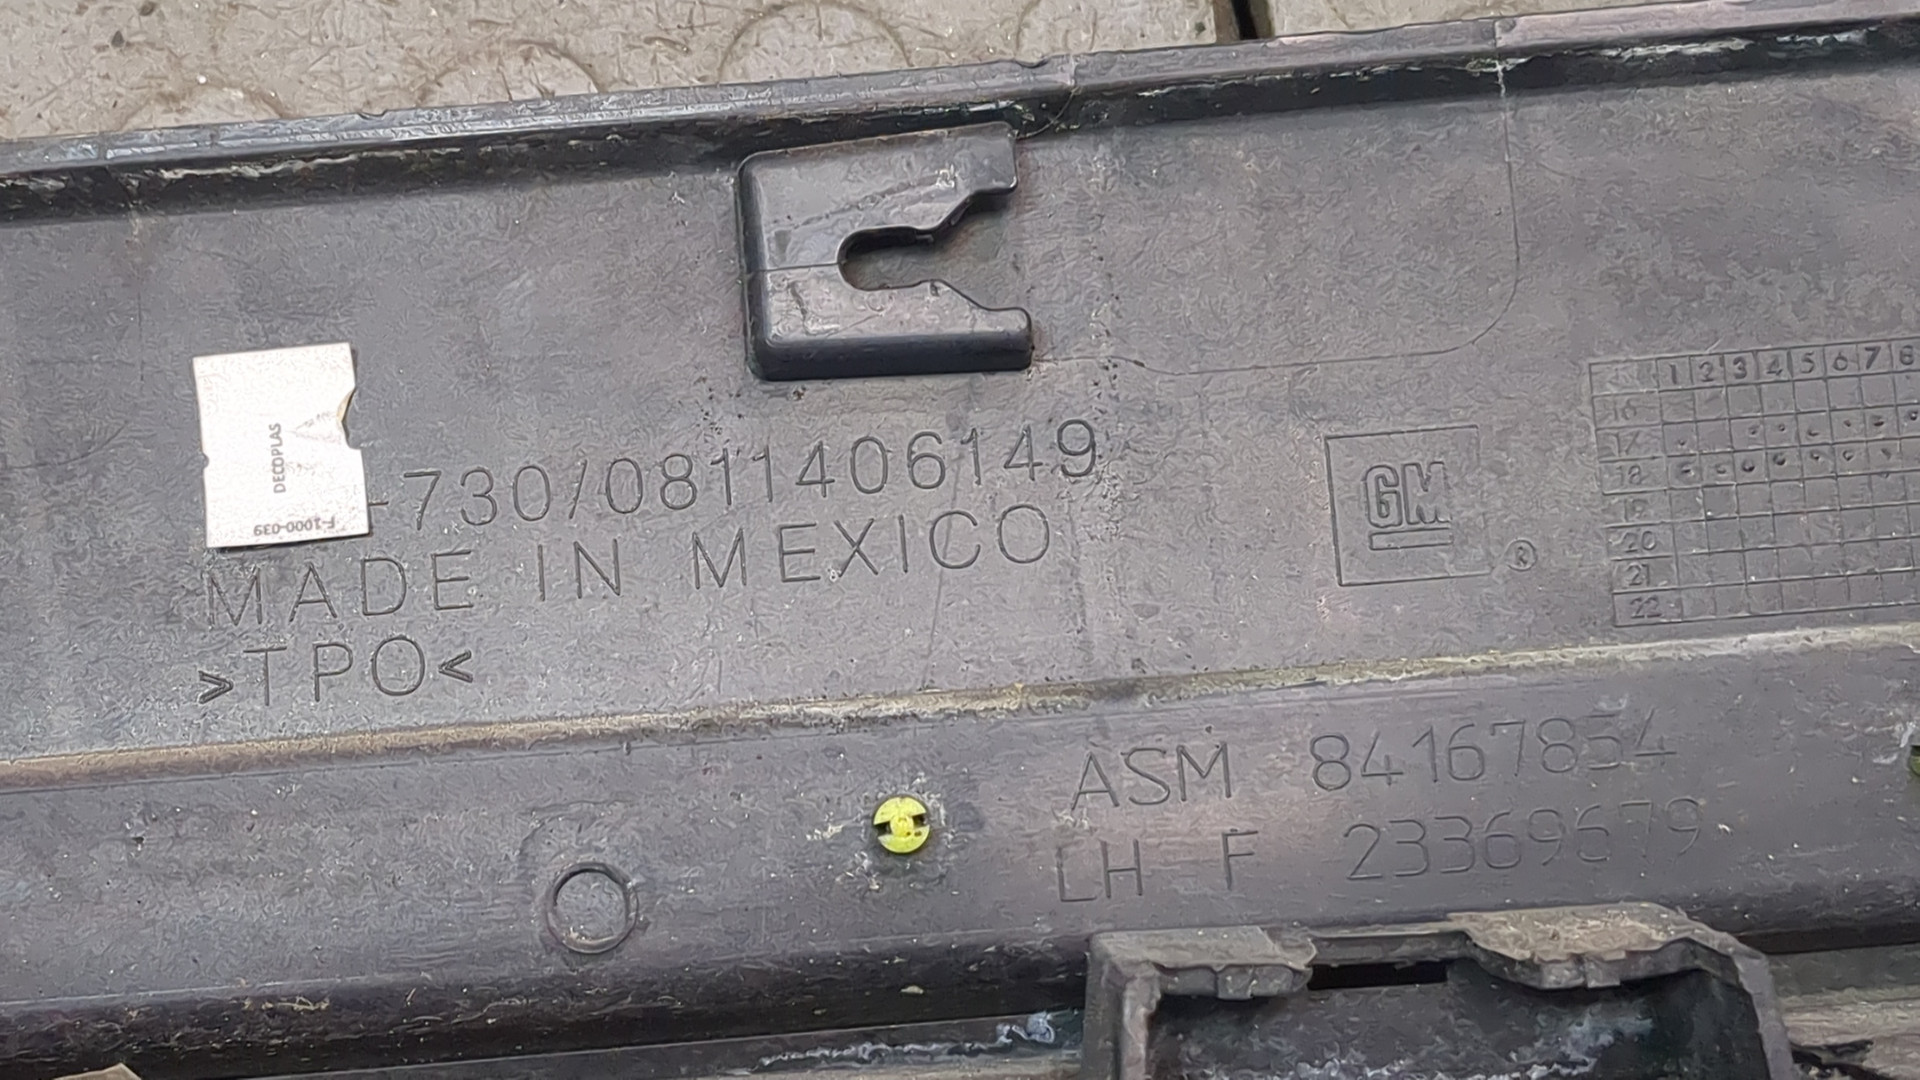 DECOPLAS
F-1000-039
-730/0811406149
MADE IN MEXICO
>TPO<
GM
®
1 2 3 4 5 6 7 8
16
17
18
19
20
21
22
ASM 84167854
LH F 23369679